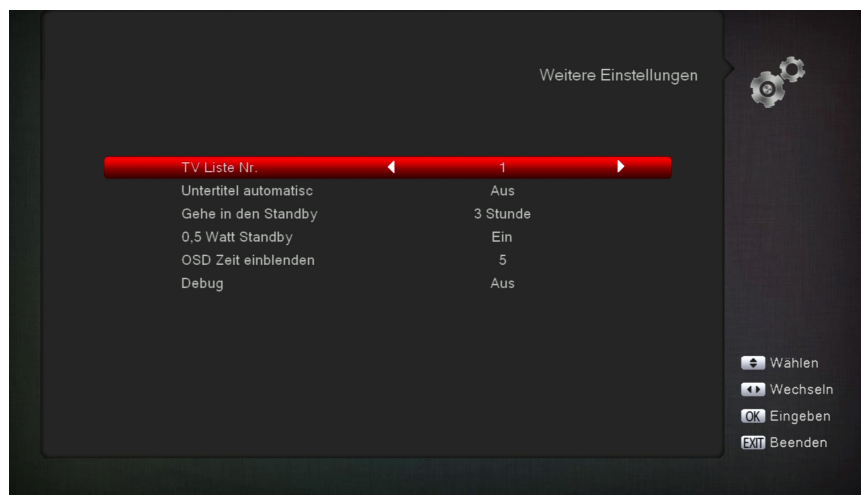 Weitere Einstellungen
TV Liste Nr. 1
Untertitel automatisc Aus
Gehe in den Standby 3 Stunde
0,5 Watt Standby Ein
OSD Zeit einblenden 5
Debug Aus
Wählen
Wechseln
OK Eingeben
EXIT Beenden